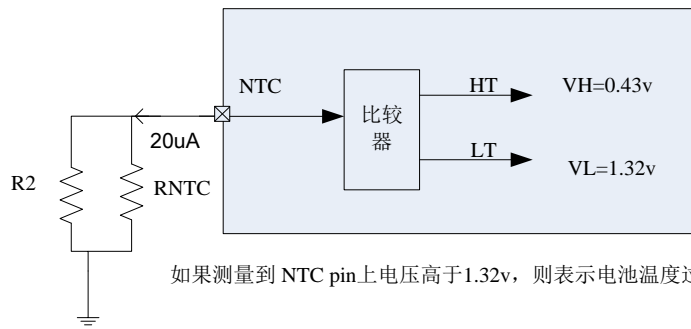 NTC
HT
VH=0.43v
比较
器
20uA
LT
VL=1.32v
R2
RNTC
如果测量到 NTC pin上电压高于1.32v，则表示电池温度过